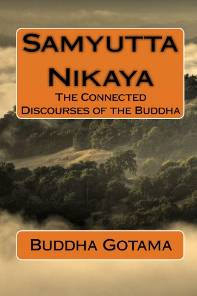 Samyutta
Nikaya
The Connected
Discourses of the Buddha
Buddha Gotama